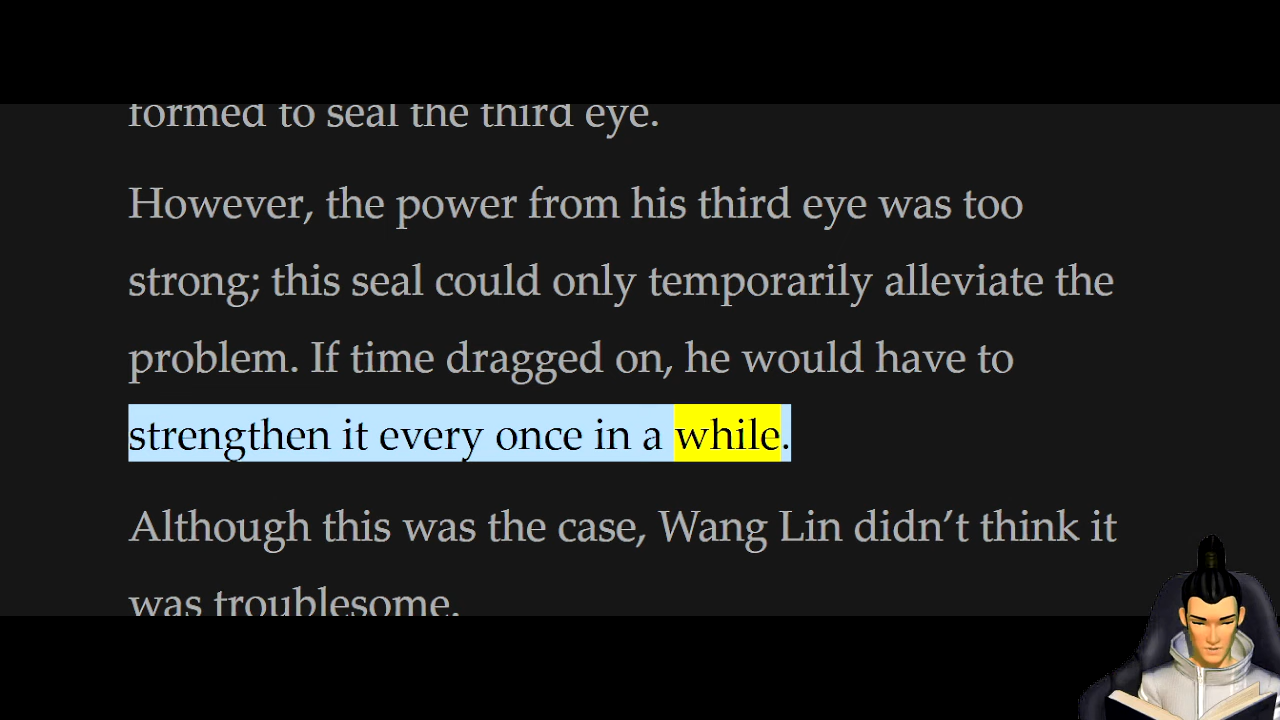 formed to seal the third eye.
However, the power from his third eye was too
strong; this seal could only temporarily alleviate the
problem. If time dragged on, he would have to
strengthen it every once in a while.
Although this was the case, Wang Lin didn’t think it
was troublesome.